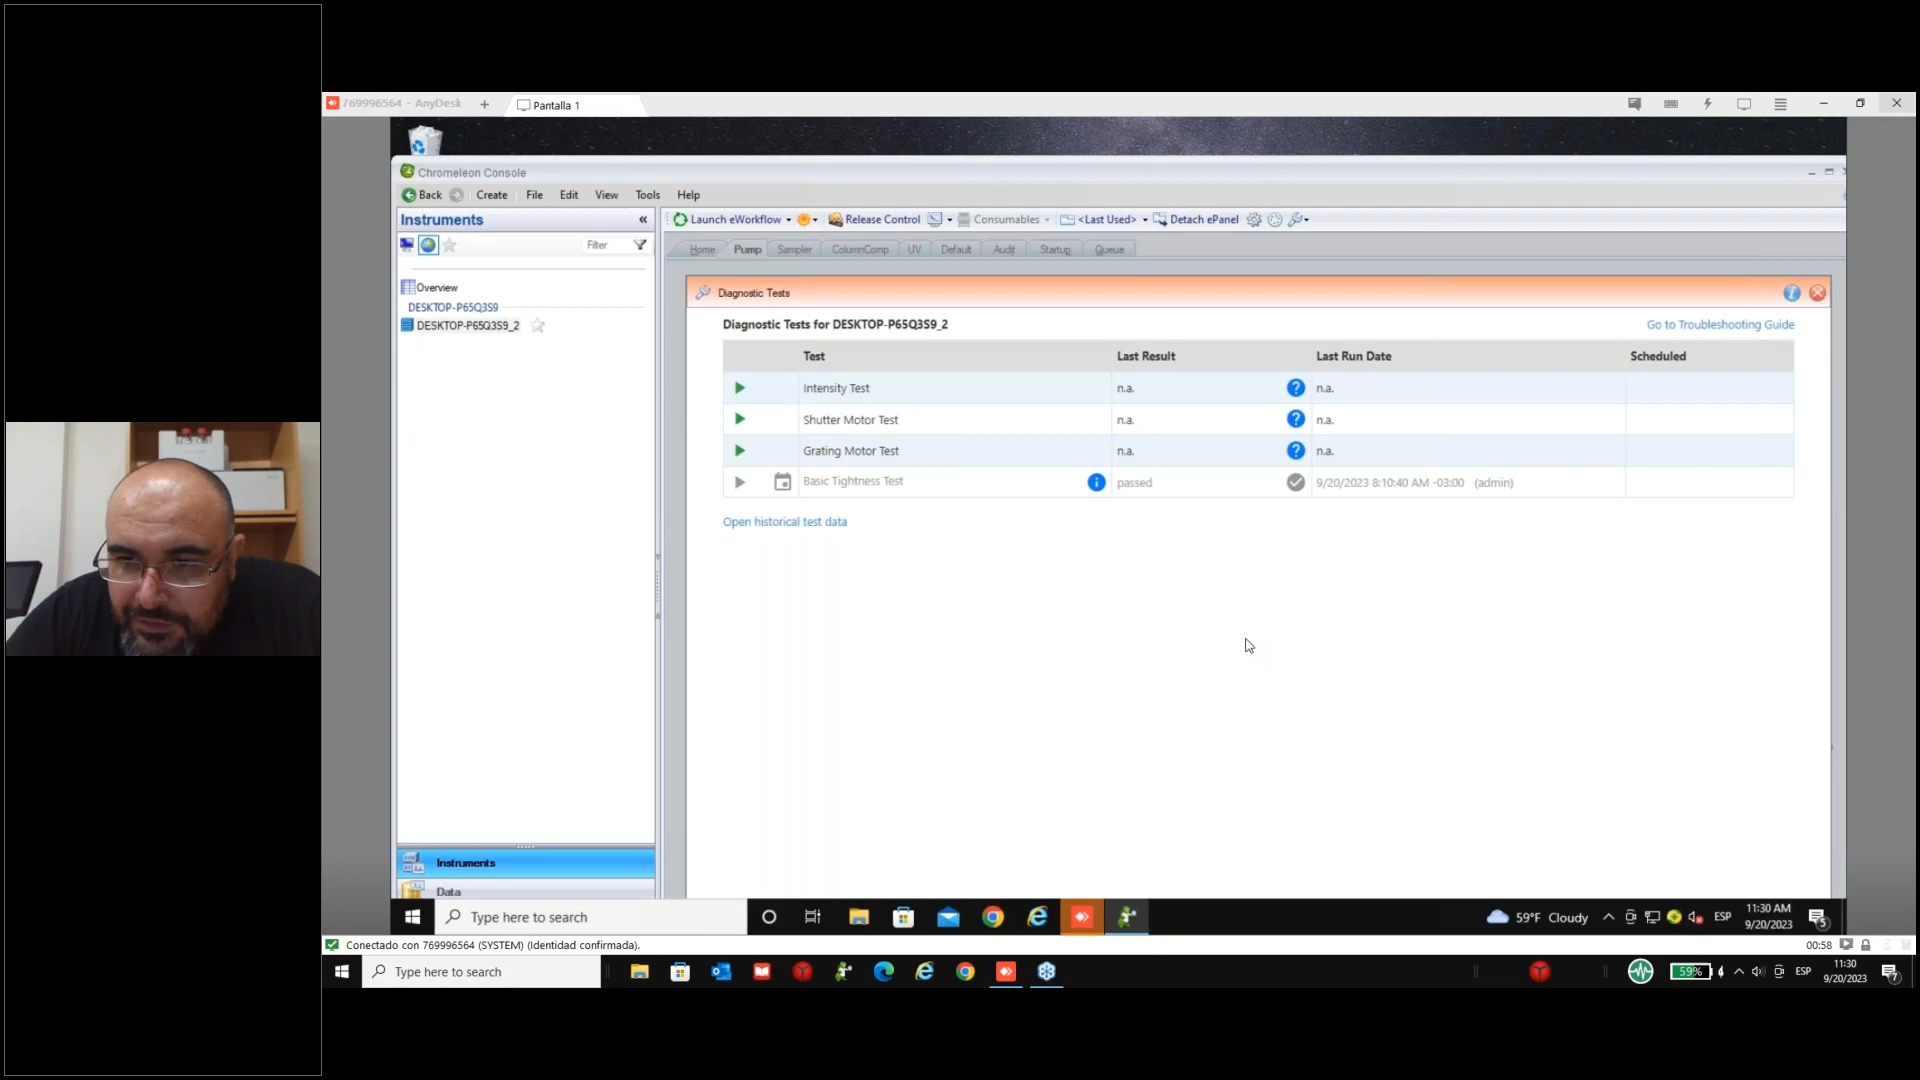 769996564 - AnyDesk
Pantalla 1
Chromeleon Console
Back Create File Edit View Tools Help
Instruments
Launch eWorkflow Release Control Consumables <Last Used> Detach ePanel
Filter
Home Pump Sampler ColumnComp UV Default Audit Startup Queue
Overview
DESKTOP-P65Q3S9
DESKTOP-P65Q3S9_2
Diagnostic Tests
Diagnostic Tests for DESKTOP-P65Q3S9_2 Go to Troubleshooting Guide
Test Last Result Last Run Date Scheduled
Intensity Test n.a. n.a.
Shutter Motor Test n.a. n.a.
Grating Motor Test n.a. n.a.
Basic Tightness Test passed 9/20/2023 8:10:40 AM -03:00 (admin)
Open historical test data
Instruments
Data
Type here to search 59°F Cloudy ESP 11:30 AM
9/20/2023 5
Conectado con 769996564 (SYSTEM) (Identidad confirmada). 00:58
Type here to search 59% ESP 11:30
9/20/2023 7